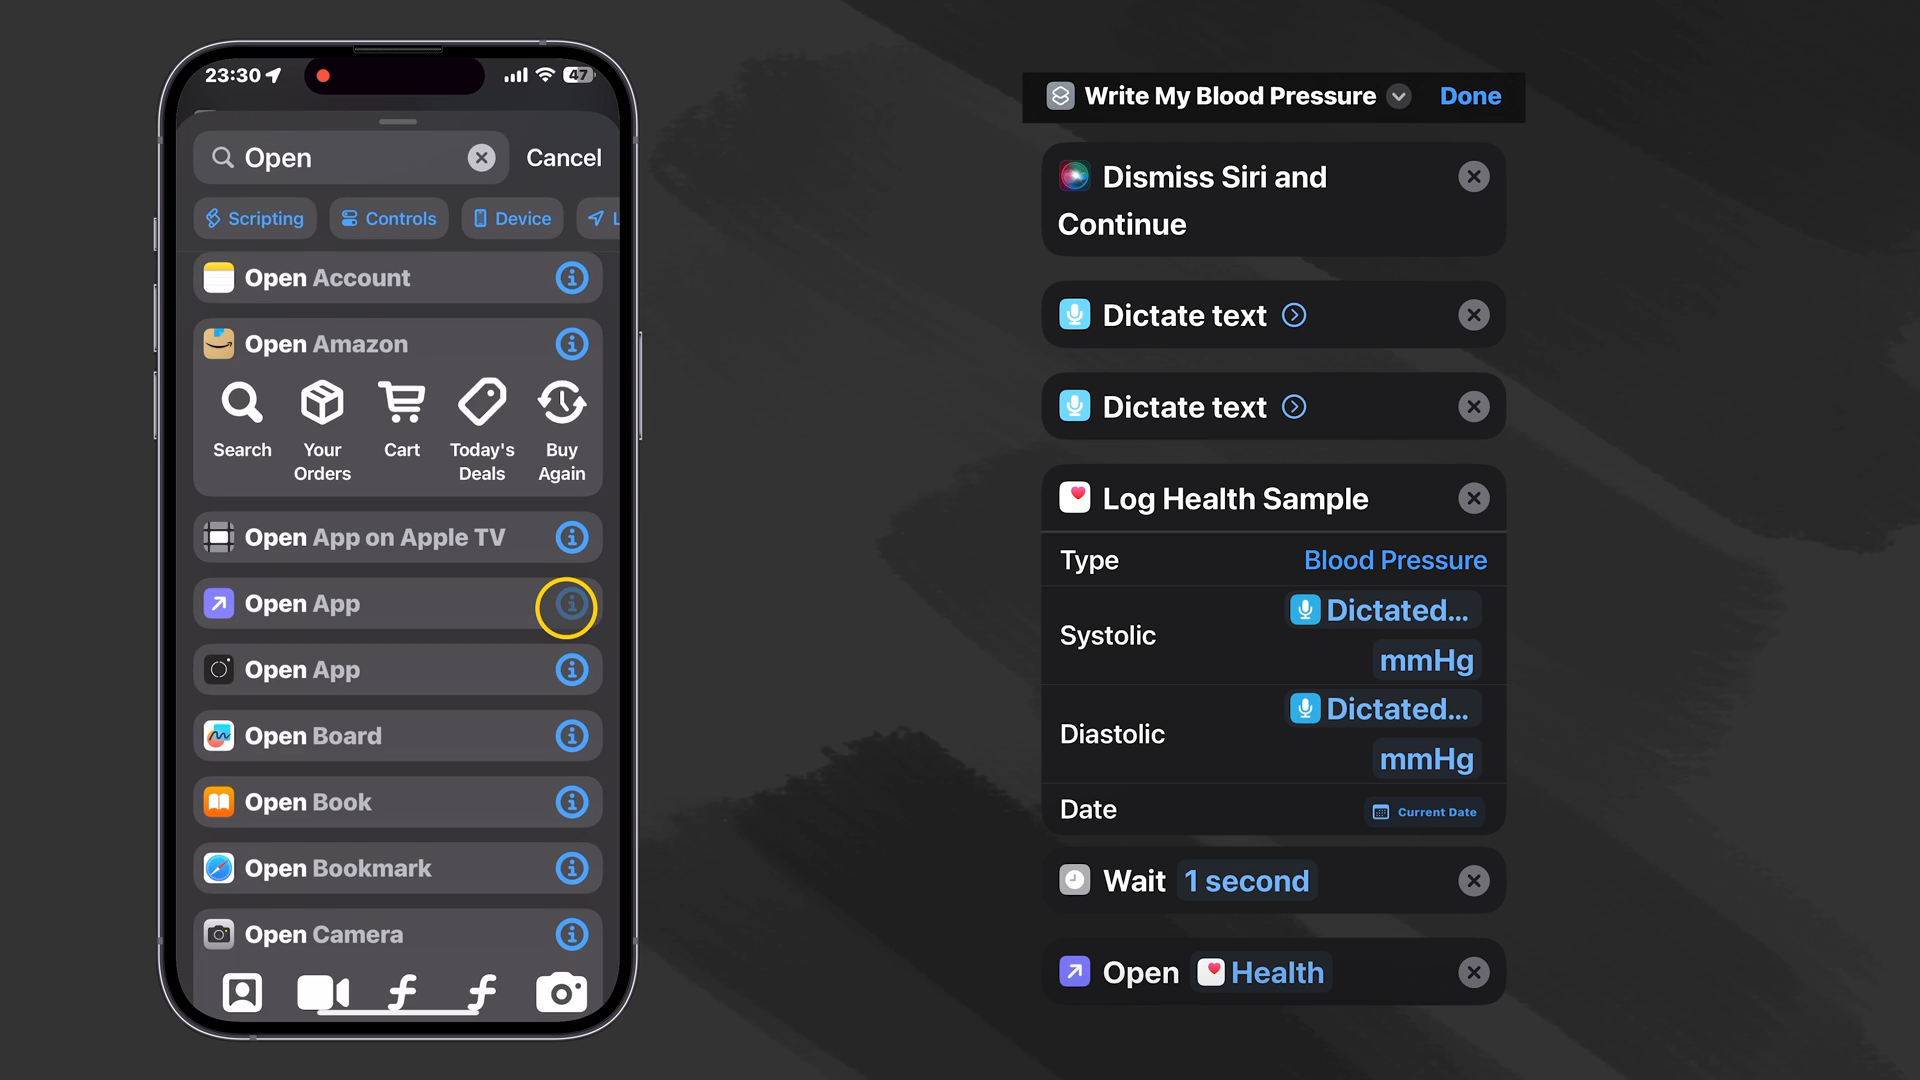 23:30
47
Open
Cancel
Scripting
Controls
Device
L
Open Account
Open Amazon
Search
Your
Orders
Cart
Today's
Deals
Buy
Again
Open App on Apple TV
Open App
Open App
Open Board
Open Book
Open Bookmark
Open Camera
Write My Blood Pressure
Done
Dismiss Siri and
Continue
Dictate text
Dictate text
Log Health Sample
Type
Blood Pressure
Systolic
Dictated...
mmHg
Diastolic
Dictated...
mmHg
Date
Current Date
Wait 1 second
Open Health